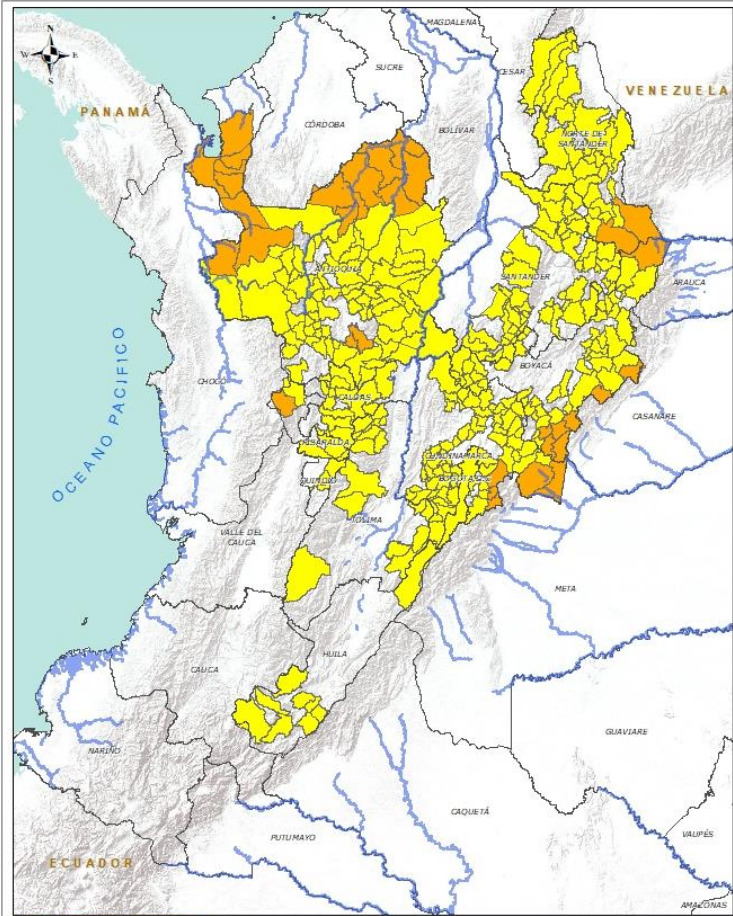 N
W E
S
MAGDALENA
SUCRE
CESAR
VENEZUELA
PANAMÁ
CÓRDOBA
BOLÍVAR
NORTE DE
SANTANDER
ANTIOQUIA
SANTANDER
ARAUCA
OCEANO PACIFICO
CHOCÓ
BOYACÁ
CALDAS
CASANARE
RISARALDA
CUNDINAMARCA
QUINDÍO
BOGOTÁ, D.C.
TOLIMA
VALLE DEL
CAUCA
META
HUILA
CAUCA
GUAVIARE
NARIÑO
CAQUETÁ
PUTUMAYO
VAUPÉS
ECUADOR
AMAZONAS